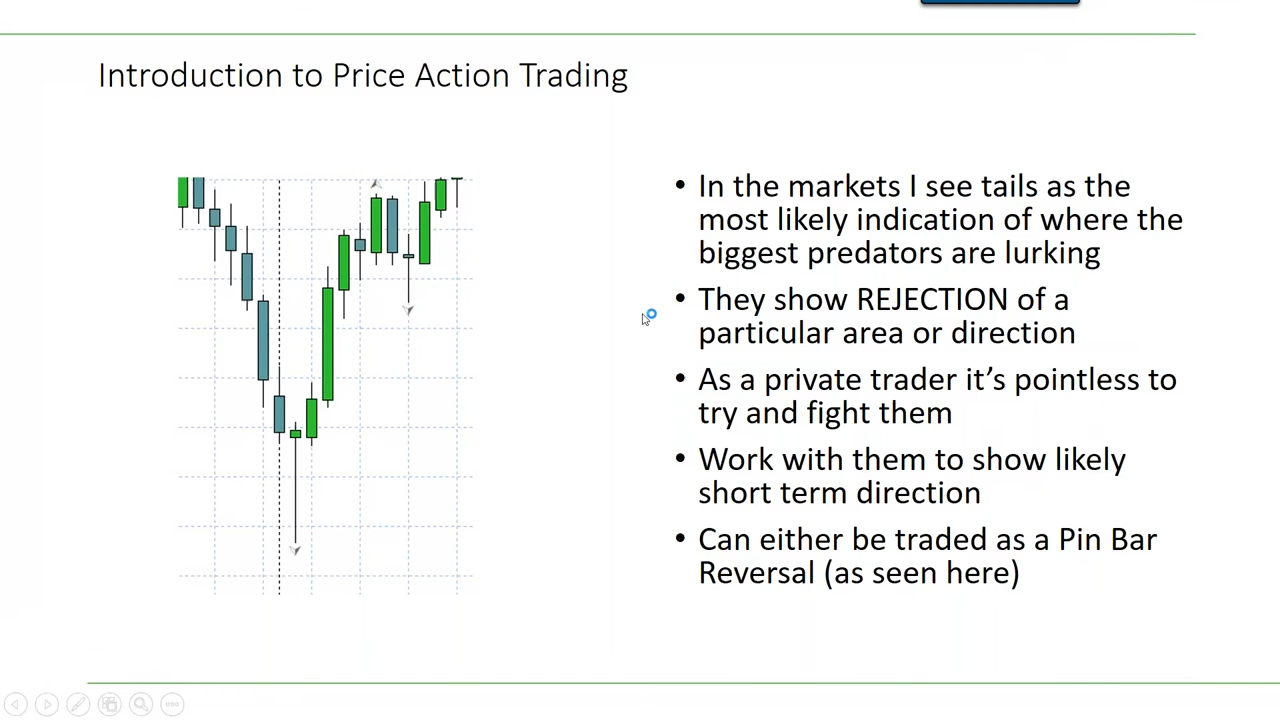 Introduction to Price Action Trading
• In the markets I see tails as the
most likely indication of where the
biggest predators are lurking
• They show REJECTION of a
particular area or direction
• As a private trader it’s pointless to
try and fight them
• Work with them to show likely
short term direction
• Can either be traded as a Pin Bar
Reversal (as seen here)